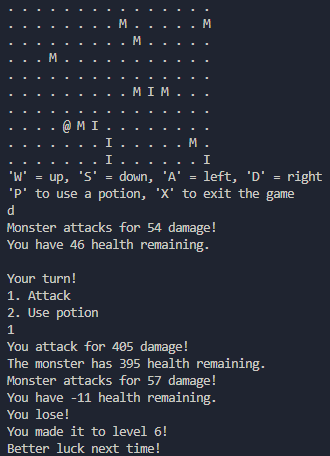 . . . . . . . . . . . . . . .
. . . . . . . . M . . . . . M
. . . . . . . . . M . . . . .
. . . M . . . . . . . . . . .
. . . . . . . . . . . . . . .
. . . . . . . . . M I M . . .
. . . . . . . . . . . . . . .
. . . . @ M I . . . . . . . .
. . . . . . . I . . . . . M .
. . . . . . . I . . . . . . I
'W' = up, 'S' = down, 'A' = left, 'D' = right
'P' to use a potion, 'X' to exit the game
d
Monster attacks for 54 damage!
You have 46 health remaining.

Your turn!
1. Attack
2. Use potion
1
You attack for 405 damage!
The monster has 395 health remaining.
Monster attacks for 57 damage!
You have -11 health remaining.
You lose!
You made it to level 6!
Better luck next time!